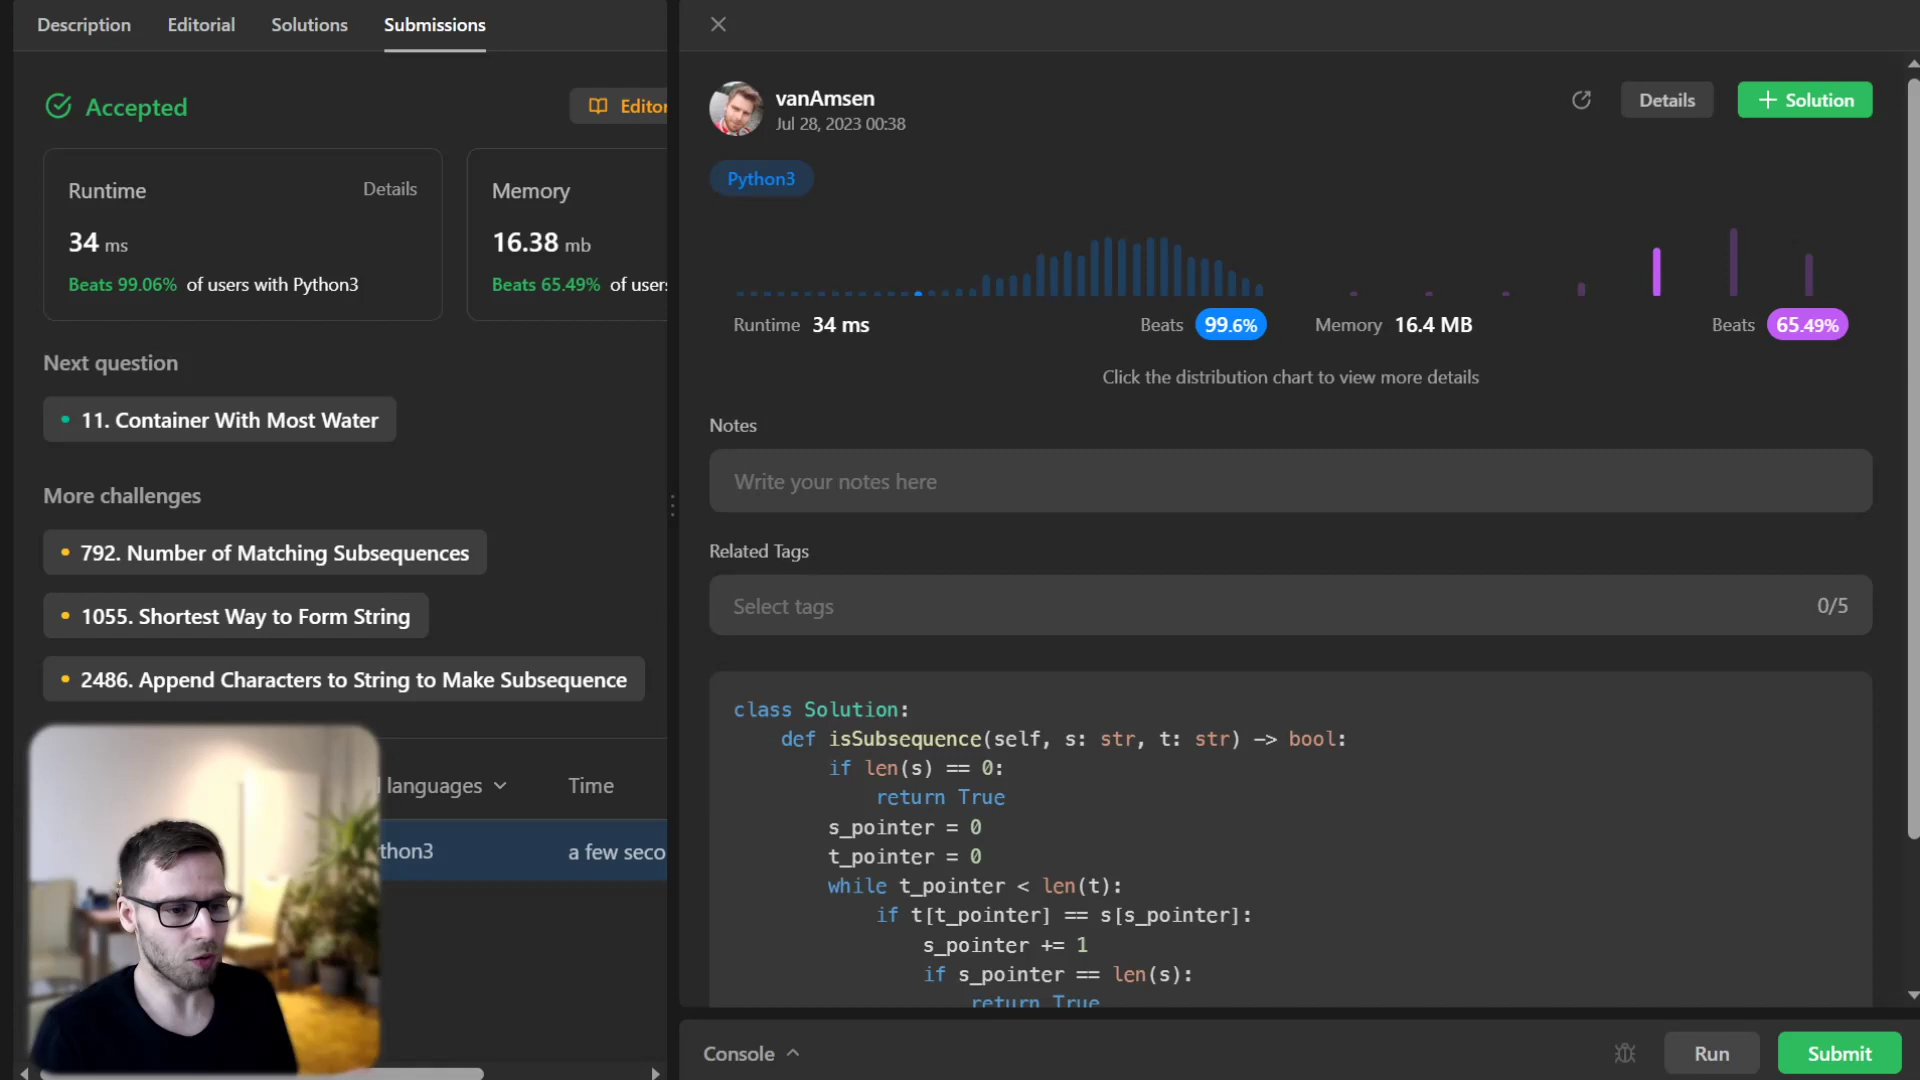 Description Editorial Solutions Submissions
Accepted
Editor
Runtime Details
34 ms
Beats 99.06% of users with Python3
Memory
16.38 mb
Beats 65.49% of users
Next question
11. Container With Most Water
More challenges
792. Number of Matching Subsequences
1055. Shortest Way to Form String
2486. Append Characters to String to Make Subsequence
languages Time
thon3 a few seco
vanAmsen
Jul 28, 2023 00:38
Details + Solution
Python3
Runtime 34 ms Beats 99.6% Memory 16.4 MB Beats 65.49%
Click the distribution chart to view more details
Notes
Write your notes here
Related Tags
Select tags 0/5
class Solution:
def isSubsequence(self, s: str, t: str) -> bool:
if len(s) == 0:
return True
s_pointer = 0
t_pointer = 0
while t_pointer < len(t):
if t[t_pointer] == s[s_pointer]:
s_pointer += 1
if s_pointer == len(s):
return True
Console Run Submit